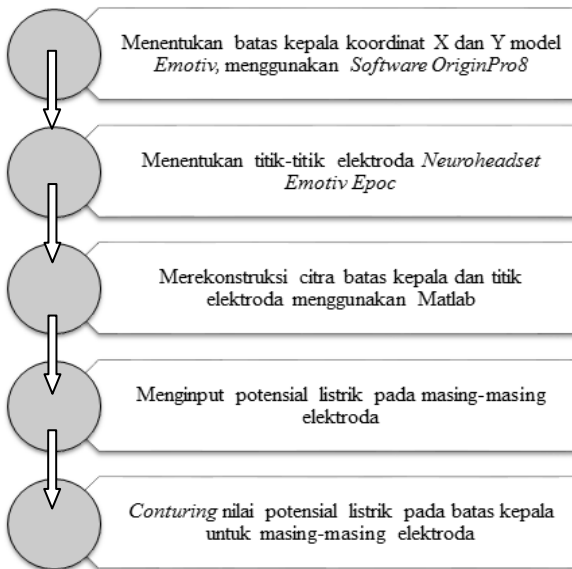 Menentukan batas kepala koordinat X dan Y model
Emotiv, menggunakan Software OriginPro8
Menentukan titik-titik elektroda Neuroheadset
Emotiv Epoc
Merekonstruksi citra batas kepala dan titik
elektroda menggunakan Matlab
Menginput potensial listrik pada masing-masing
elektroda
Conturing nilai potensial listrik pada batas kepala
untuk masing-masing elektroda